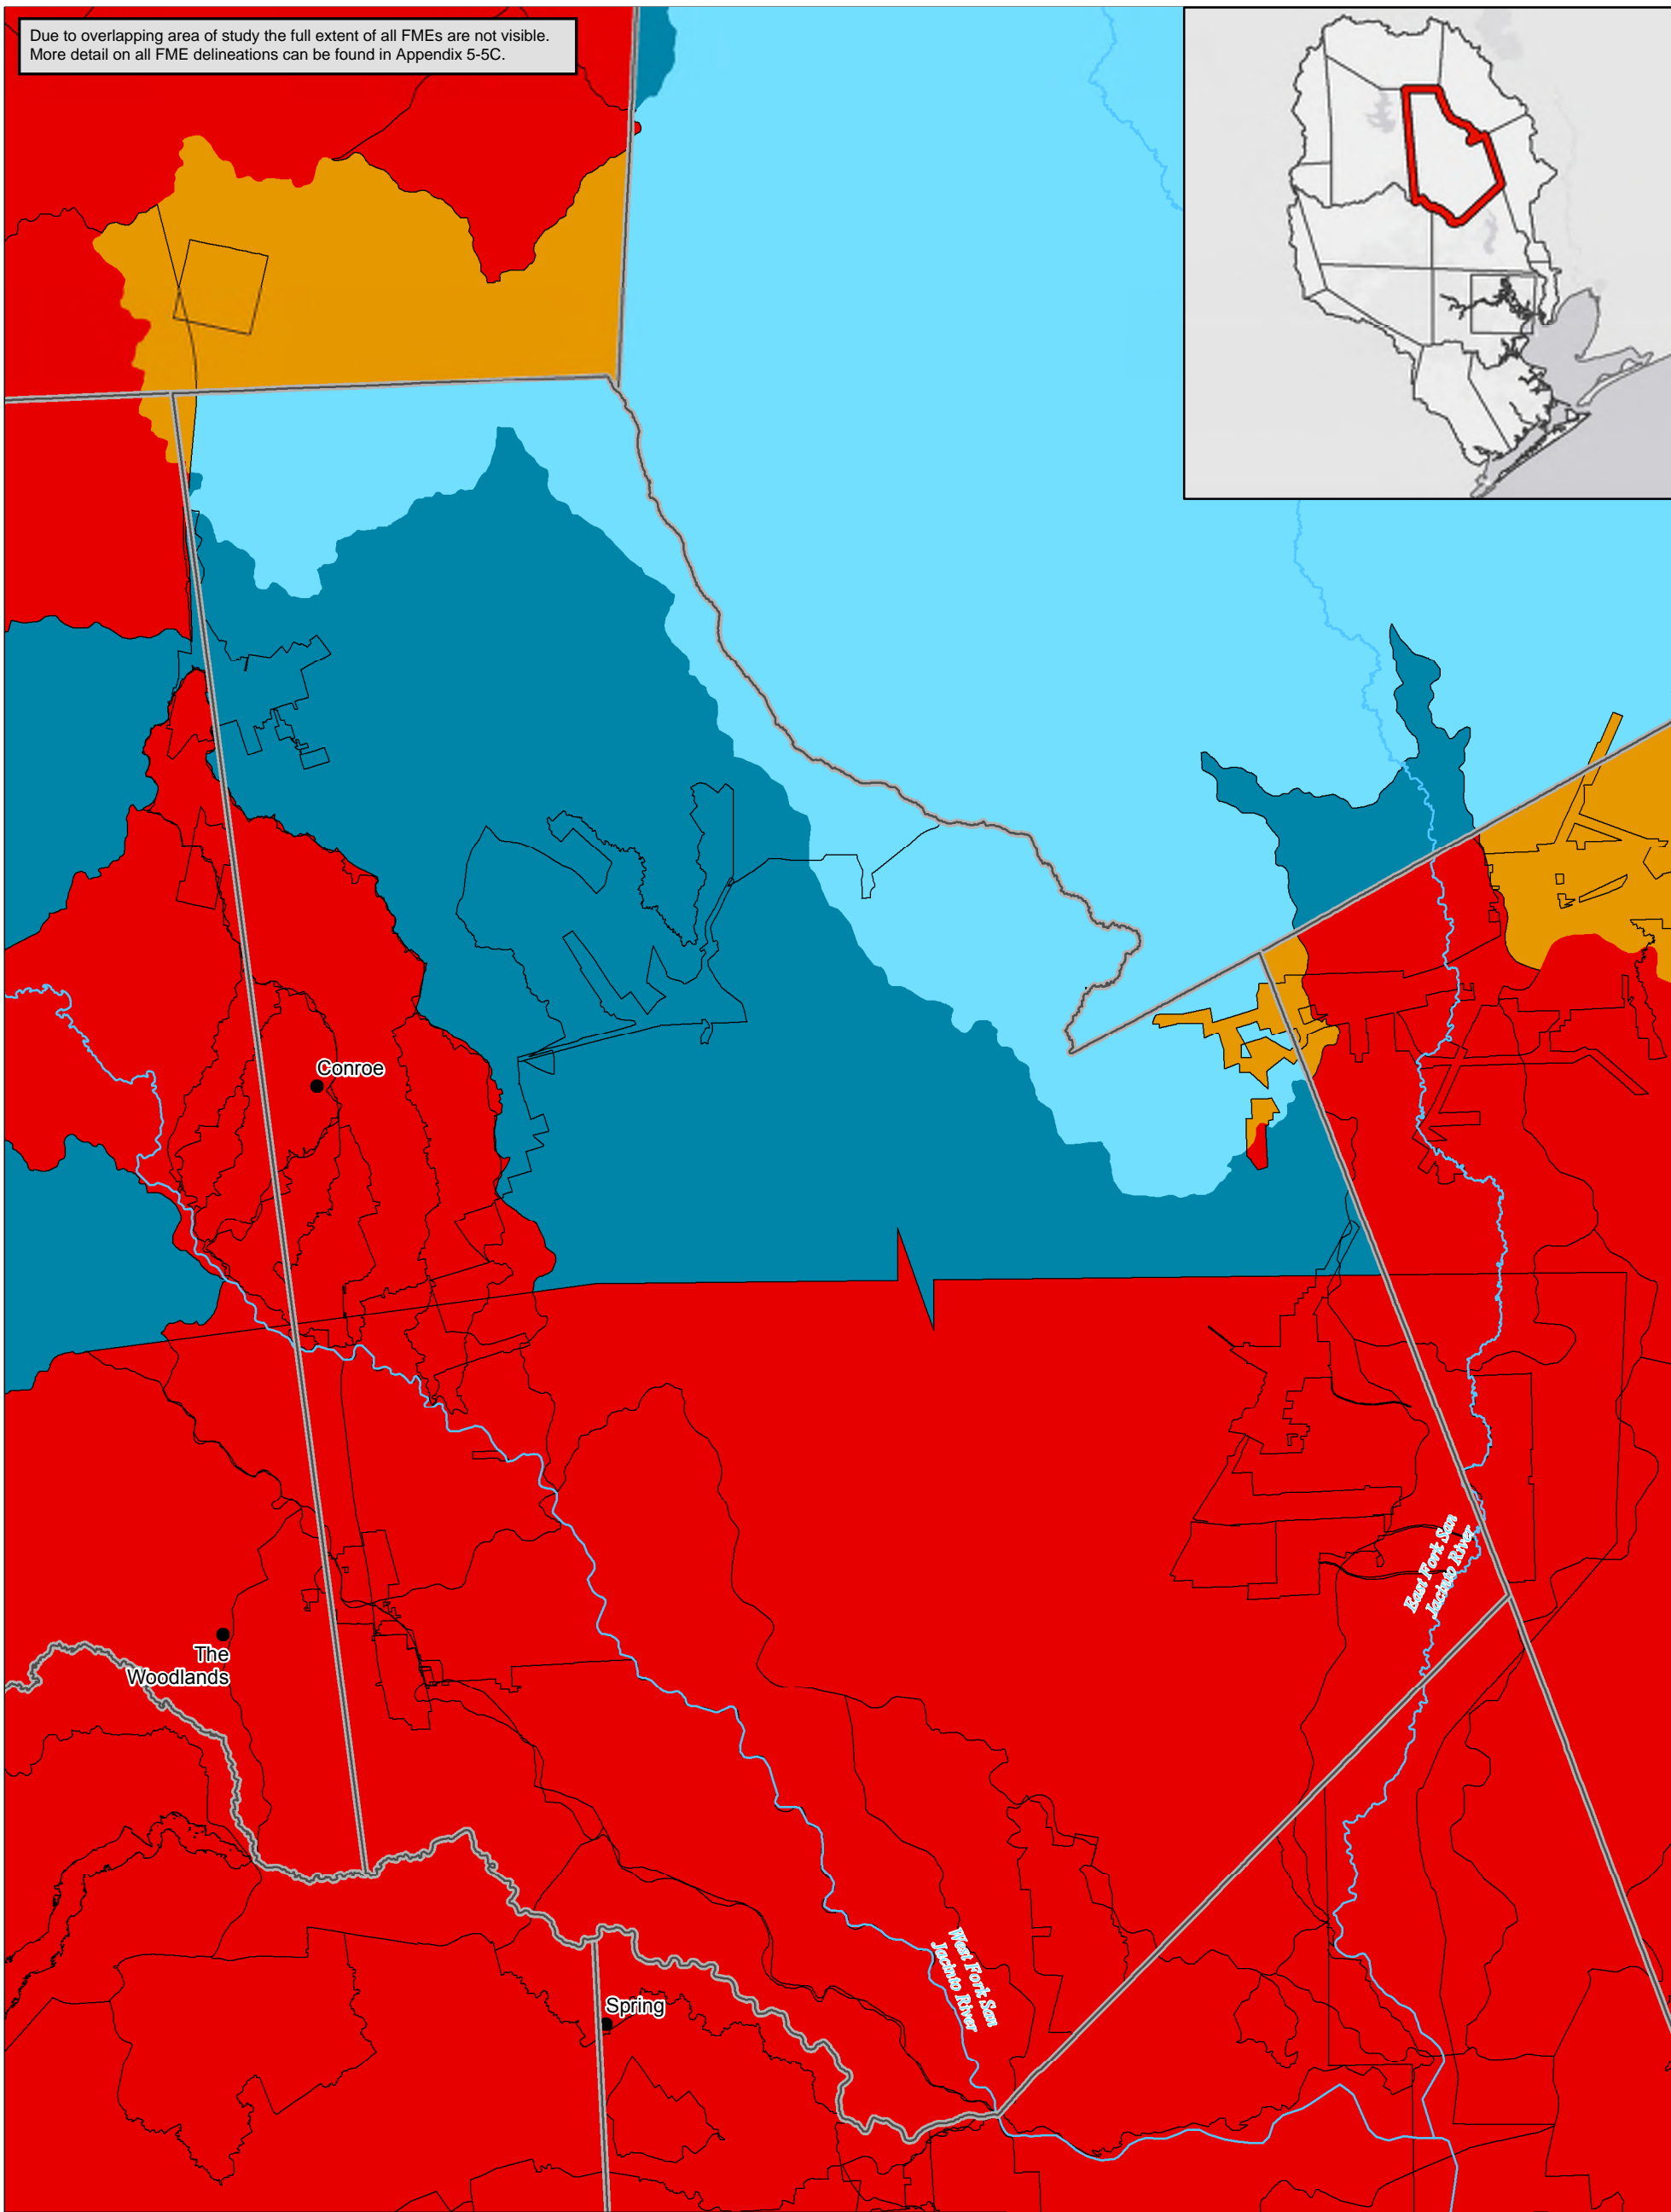 Due to overlapping area of study the full extent of all FMEs are not visible.
More detail on all FME delineations can be found in Appendix 5-5C.
Conroe
East Fork San
Jacinto River
The
Woodlands
West Fork San
Jacinto River
Spring